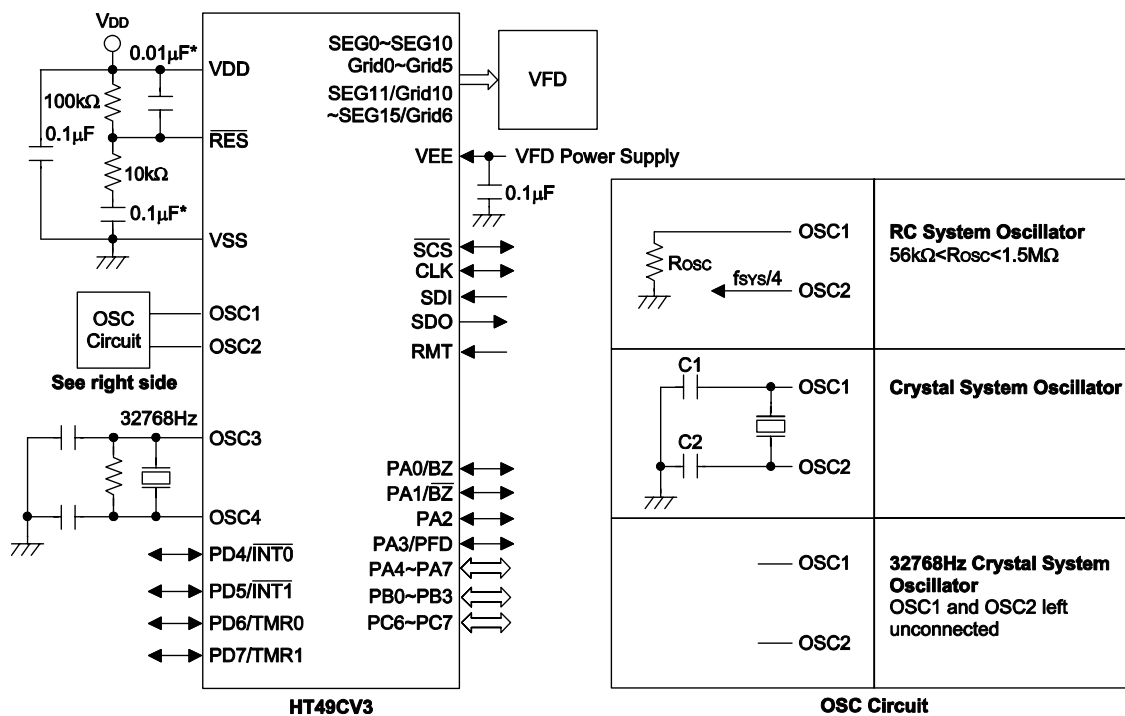 VDD
0.01μF*
VDD
100kΩ
0.1μF
RES
10kΩ
0.1μF*
VSS
OSC
Circuit
OSC1
OSC2
See right side
32768Hz
OSC3
OSC4
PD4/INT0
PD5/INT1
PD6/TMR0
PD7/TMR1
SEG0~SEG10
Grid0~Grid5
SEG11/Grid10
~SEG15/Grid6
VFD
VEE
VFD Power Supply
0.1μF
SCS
CLK
SDI
SDO
RMT
PA0/BZ
PA1/BZ
PA2
PA3/PFD
PA4~PA7
PB0~PB3
PC6~PC7
HT49CV3
OSC1
ROSC
fSYS/4
OSC2
RC System Oscillator
56kΩ<ROSC<1.5MΩ
C1
OSC1
C2
OSC2
Crystal System Oscillator
OSC1
OSC2
32768Hz Crystal System
Oscillator
OSC1 and OSC2 left
unconnected
OSC Circuit